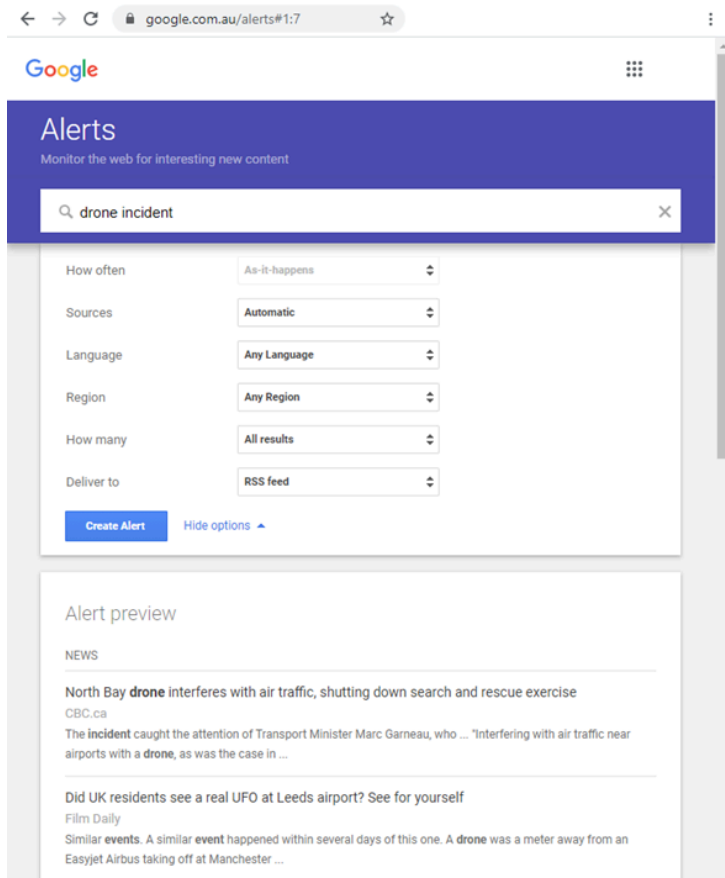 google.com.au/alerts#1:7
Google
Alerts
Monitor the web for interesting new content
drone incident
How often As-it-happens
Sources Automatic
Language Any Language
Region Any Region
How many All results
Deliver to RSS feed
Create Alert Hide options
Alert preview
NEWS
North Bay drone interferes with air traffic, shutting down search and rescue exercise
CBC.ca
The incident caught the attention of Transport Minister Marc Garneau, who ... "Interfering with air traffic near
airports with a drone, as was the case in ...
Did UK residents see a real UFO at Leeds airport? See for yourself
Film Daily
Similar events. A similar event happened within several days of this one. A drone was a meter away from an
Easyjet Airbus taking off at Manchester ...